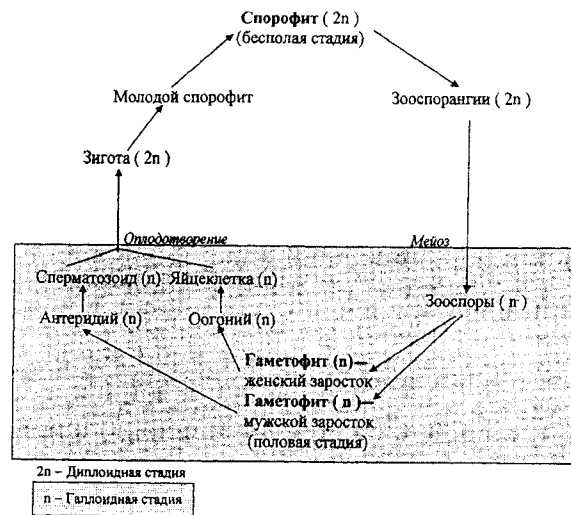 Спорофит ( 2n )
(бесполая стадия)
Молодой спорофит
Зооспорангии ( 2n )
Зигота ( 2n )
Оплодотворение
Мейоз
Сперматозоид (n) Яйцеклетка (n)
Зооспоры ( n )
Антеридий (n)
Оогоний (n)
Гаметофит (n)—
женский заросток
Гаметофит ( n )—
мужской заросток
(половая стадия)
2n – Диплоидная стадия
n – Гаплоидная стадия